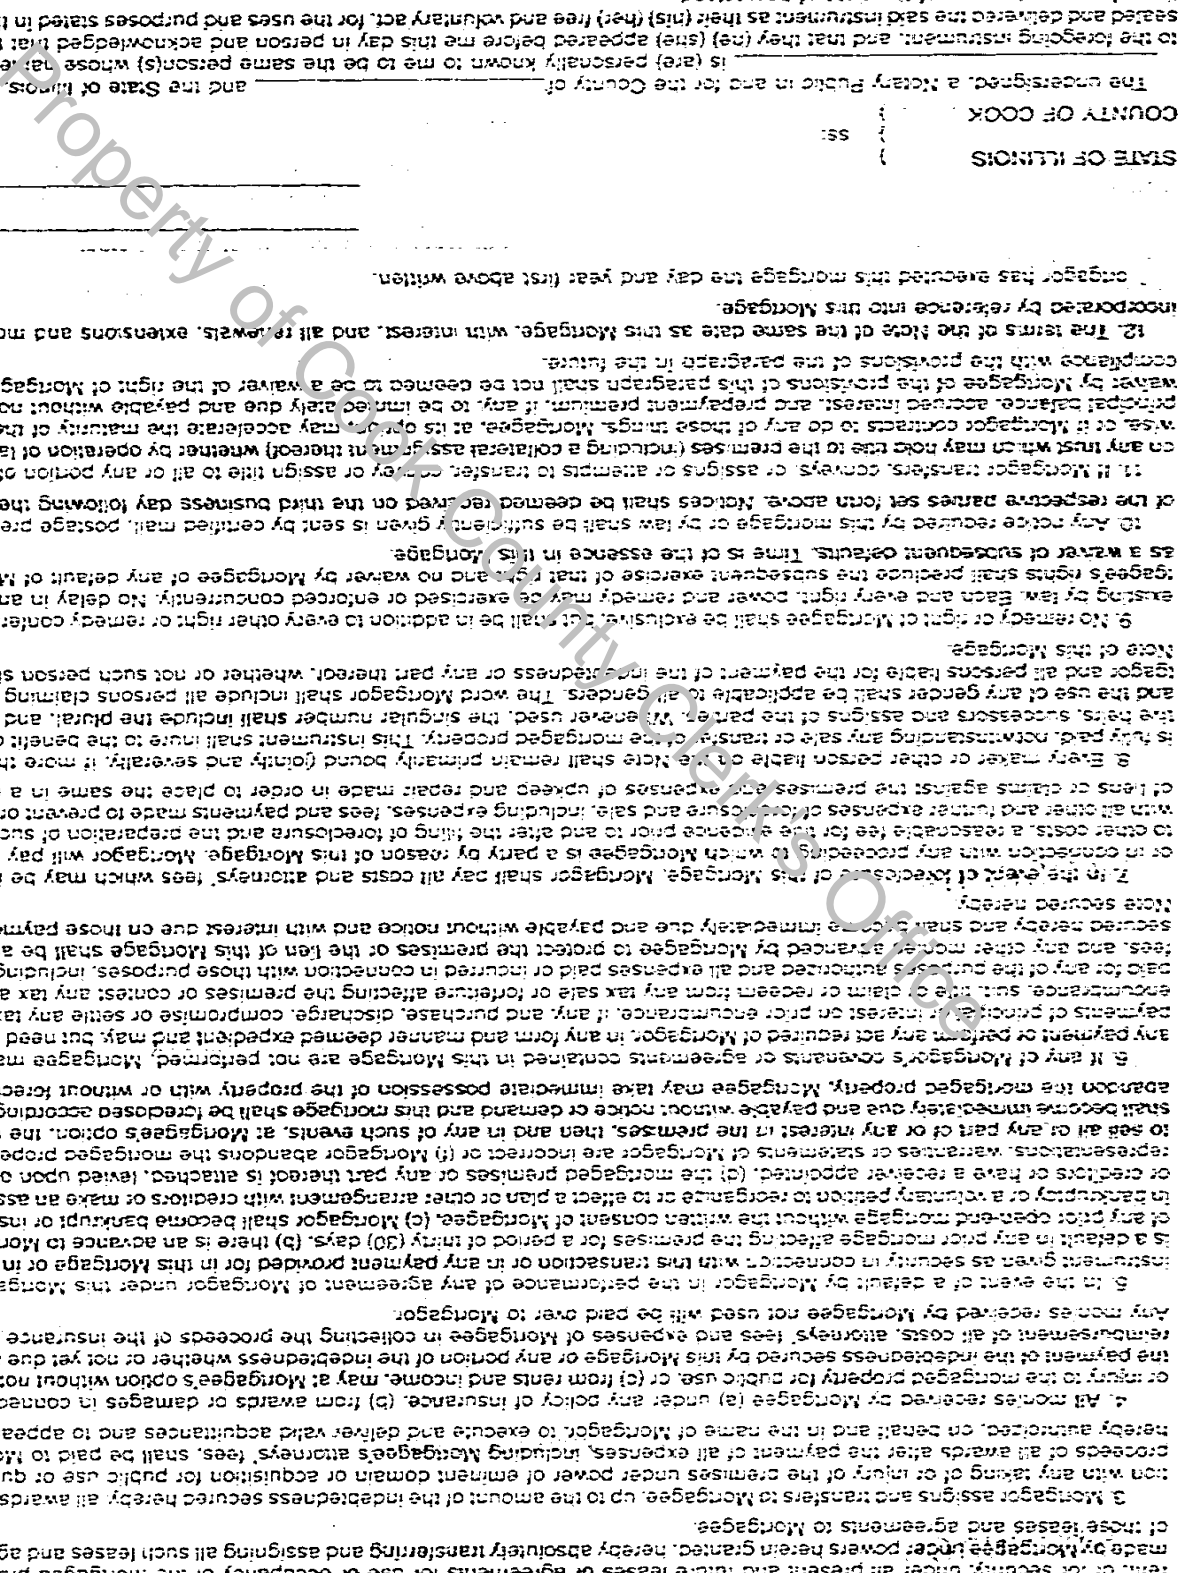 rent, or for security, under all present and future leases or agreements for use or occupancy of the mortgaged pr
made by Mortgagee under powers herein granted, hereby absolutely transferring and assigning all such leases and ag
of those leases and agreements to Mortgagee.
3. Mortgagor assigns and transfers to Mortgagee, up to the amount of the indebtedness secured hereby, all awards
tion with any taking of or injury of the premises under power of eminent domain or acquisition for public use or qu
proceeds of all awards after the payment of all expenses, including Mortgagee's attorneys' fees, shall be paid to Mo
hereby authorized, on behalf and in the name of Mortgagor, to execute and deliver valid acquittances and to appea
4. All monies received by Mortgagee (a) under any policy of insurance, (b) from awards or damages in connec
or injury to the mortgaged property for public use, or (c) from rents and income, may at Mortgagee's option without not
the payment of the indebtedness secured by this Mortgage or any portion of the indebtedness whether or not yet due
reimbursement of all costs, attorneys' fees and expenses of Mortgagee in collecting the proceeds of the insurance
Any monies received by Mortgagee not used will be paid over to Mortgagor.
5. In the event of a default by Mortgagor in the performance of any agreement of Mortgagor under this Mortga
instrument given as security in connection with this transaction or in any payment provided for in this Mortgage or in
is a default in any prior mortgage affecting the premises for a period of thirty (30) days, (b) there is an advance to Mor
of any prior open-end mortgage without the written consent of Mortgagee, (c) Mortgagor shall become bankrupt or ins
in bankruptcy or a voluntary petition to reorganize or to effect a plan or other arrangement with creditors or make an ass
or creditors or have a receiver appointed, (d) the mortgaged premises or any part thereof is attached, levied upon o
representations, warranties or statements of Mortgagor are incorrect or (f) Mortgagor abandons the mortgaged prope
to sell all or any part of or any interest in the premises, then and in any of such events, at Mortgagee's option, the
shall become immediately due and payable without notice or demand and this mortgage shall be foreclosed according
abandon the mortgaged property, Mortgagee may take immediate possession of the property with or without forec
6. If any of Mortgagor's covenants or agreements contained in this Mortgage are not performed, Mortgagee ma
any payment or perform any act required of Mortgagor, in any form and manner deemed expedient and may, but need
payments of principal or interest on prior encumbrance, if any, and purchase, discharge, compromise or settle any tax
encumbrance, suit, title or claim or redeem from any tax sale or forfeiture affecting the premises or contest any tax a
paid for any of the purposes authorized and all expenses paid or incurred in connection with those purposes, including
fees, and any other monies advanced by Mortgagee to protect the premises or the lien of this Mortgage shall be a
secured hereby and shall become immediately due and payable without notice and with interest due on those payme
Note secured hereby.
7. In the event of foreclosure of this Mortgage, Mortgagor shall pay all costs and attorneys' fees which may be
or in connection with any proceeding to which Mortgagee is a party by reason of this Mortgage. Mortgagor will pay
to other costs, a reasonable fee for title evidence prior to and after the filing of foreclosure and the preparation of suc
with all other and further expenses of foreclosure and sale, including expenses, fees and payments made to prevent or
of liens or claims against the premises and expenses of upkeep and repair made in order to place the same in a
8. Every maker or other person liable on the Note shall remain primarily bound (jointly and severally, if more th
is fully paid, notwithstanding any sale or transfer of the mortgaged property. This instrument shall inure to the benefit o
tive heirs, successors and assigns of the parties. Whenever used, the singular number shall include the plural, and
and the use of any gender shall be applicable to all genders. The word Mortgagor shall include all persons claiming
tgagor and all persons liable for the payment of the indebtedness or any part thereof, whether or not such person s
Note or this Mortgage.
9. No remedy or right of Mortgagee shall be exclusive, but shall be in addition to every other right or remedy confer
existing by law. Each and every right, power and remedy may be exercised or enforced concurrently. No delay in an
tgagee's rights shall preclude the subsequent exercise of that right and no waiver by Mortgagee of any default of M
as a waiver of subsequent defaults. Time is of the essence in this Mortgage.
10. Any notice required by this mortgage or by law shall be sufficiently given is sent by certified mail, postage pre
of the respective parties set forth above. Notices shall be deemed received on the third business day following the
11. If Mortgagor transfers, conveys, or assigns or attempts to transfer, convey or assign title to all or any portion of
on any trust which may hold title to the premises (including a collateral assignment thereof) whether by operation of la
wise, or if Mortgagor contracts to do any of those things, Mortgagee, at its option, may accelerate the maturity of the
principal balance, accrued interest, and prepayment premium, if any, to be immediately due and payable without no
waiver by Mortgagee of the provisions of this paragraph shall not be deemed to be a waiver of the right of Mortgage
compliance with the provisions of the paragraph in the future.
12. The terms of the Note of the same date as this Mortgage, with interest, and all renewals, extensions and mo
incorporated by reference into this Mortgage.
ortgagor has executed this mortgage the day and year first above written.
STATE OF ILLINOIS }
} ss:
COUNTY OF COOK }
The undersigned, a Notary Public in and for the County of and the State of Illinois,
is (are) personally known to me to be the same person(s) whose name
to the foregoing instrument, and that they (he) (she) appeared before me this day in person and acknowledged that t
sealed and delivered the said instrument as their (his) (her) free and voluntary act, for the uses and purposes stated in t
Property of Cook County Clerk's Office